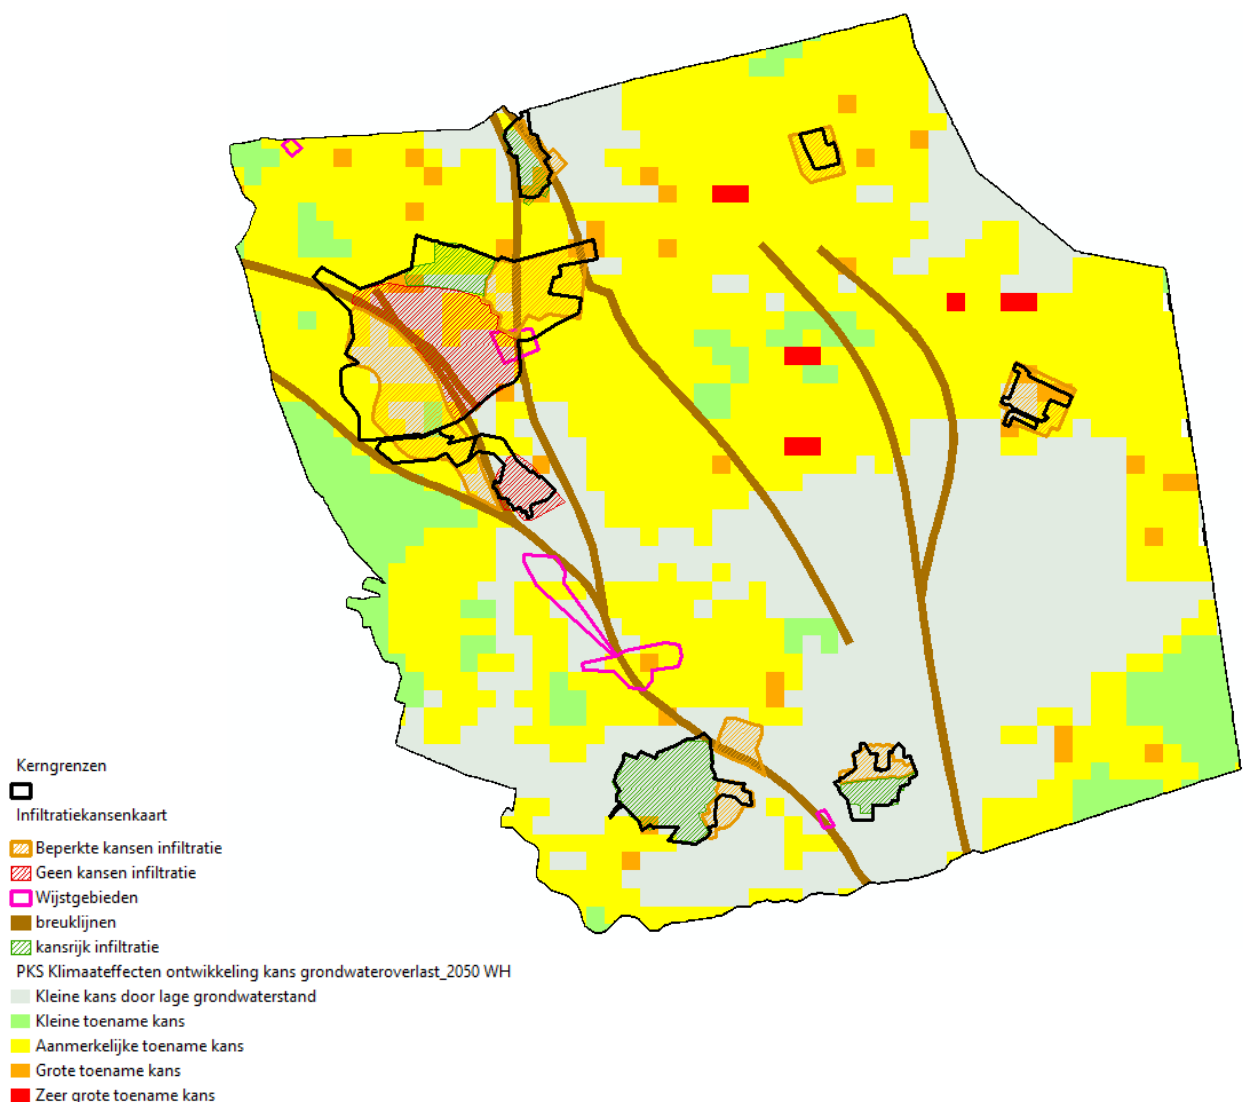 Kerngrenzen
Infiltratiekansenkaart
Beperkte kansen infiltratie
Geen kansen infiltratie
Wijstgebieden
breuklijnen
kansrijk infiltratie
PKS Klimaateffecten ontwikkeling kans grondwateroverlast_2050 WH
Kleine kans door lage grondwaterstand
Kleine toename kans
Aanmerkelijke toename kans
Grote toename kans
Zeer grote toename kans